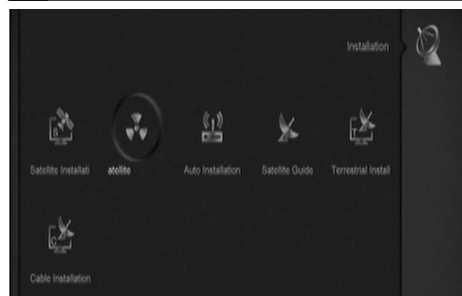 Installation
Satellite Installati
atellite
Auto Installation
Satellite Guide
Terrestrial Install
Cable Installation